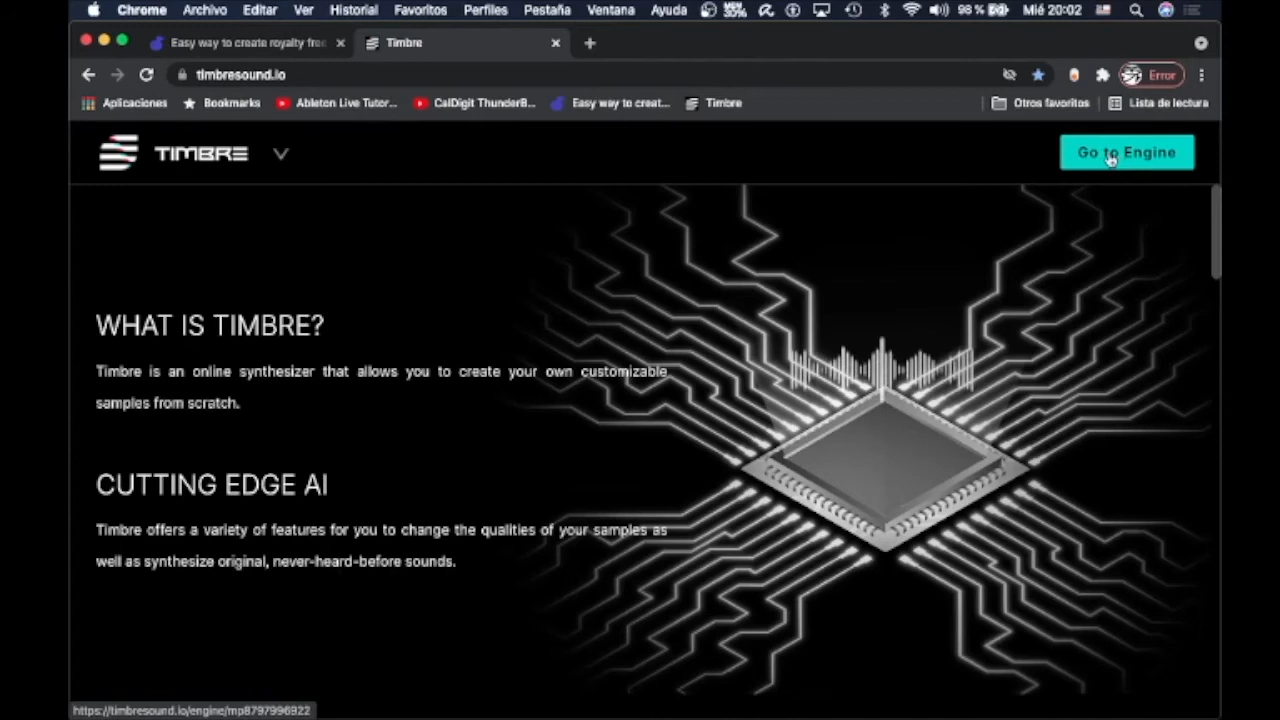 Chrome Archivo Editar Ver Historial Favoritos Perfiles Pestaña Ventana Ayuda 98 % Mié 20:02
Easy way to create royalty free
Timbre
timbresound.io
Error
Aplicaciones
Bookmarks
Ableton Live Tutor...
CalDigit ThunderB...
Easy way to creat...
Timbre
Otros favoritos
Lista de lectura
TIMBRE
Go to Engine
WHAT IS TIMBRE?
Timbre is an online synthesizer that allows you to create your own customizable
samples from scratch.
CUTTING EDGE AI
Timbre offers a variety of features for you to change the qualities of your samples as
well as synthesize original, never-heard-before sounds.
https://timbresound.io/engine/mp8797996922